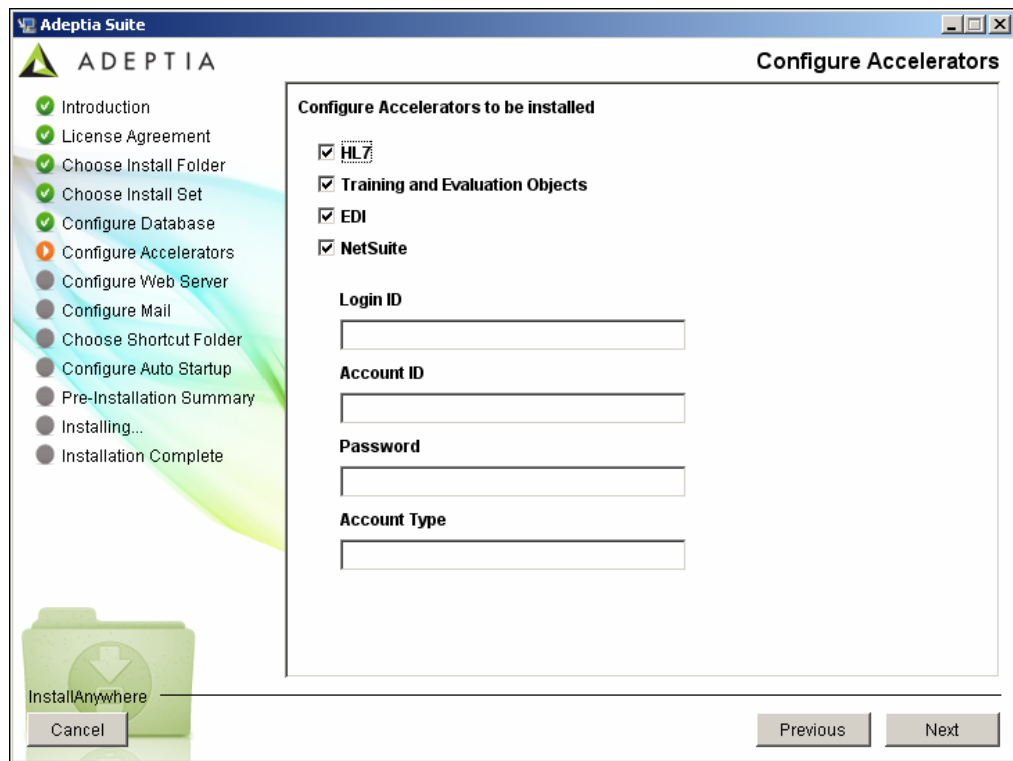 Adeptia Suite
ADEPTIA
Configure Accelerators
Introduction
License Agreement
Choose Install Folder
Choose Install Set
Configure Database
Configure Accelerators
Configure Web Server
Configure Mail
Choose Shortcut Folder
Configure Auto Startup
Pre-Installation Summary
Installing...
Installation Complete
Configure Accelerators to be installed
HL7
Training and Evaluation Objects
EDI
NetSuite
Login ID
Account ID
Password
Account Type
InstallAnywhere
Cancel
Previous
Next